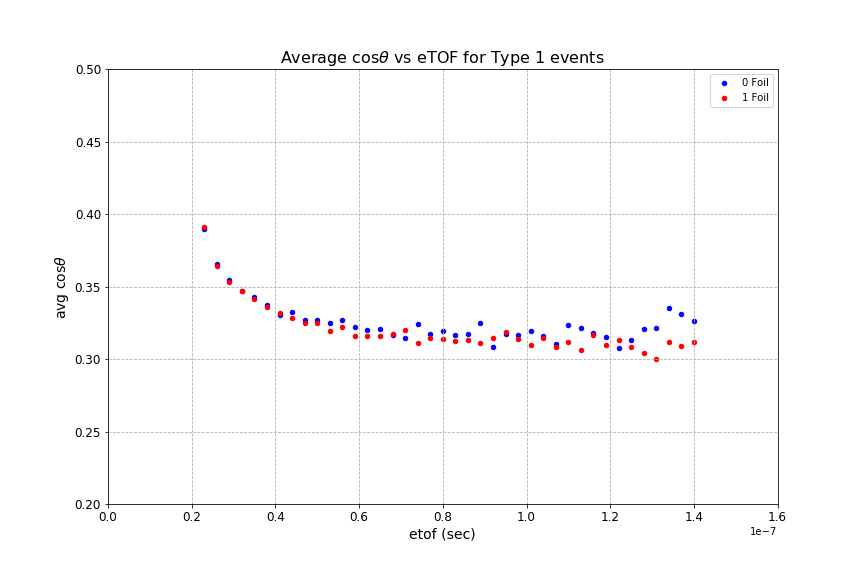 Average cosθ vs eTOF for Type 1 events
0 Foil
1 Foil
avg cosθ
0.50
0.45
0.40
0.35
0.30
0.25
0.20
0.0 0.2 0.4 0.6 0.8 1.0 1.2 1.4 1.6
etof (sec)
1e−7